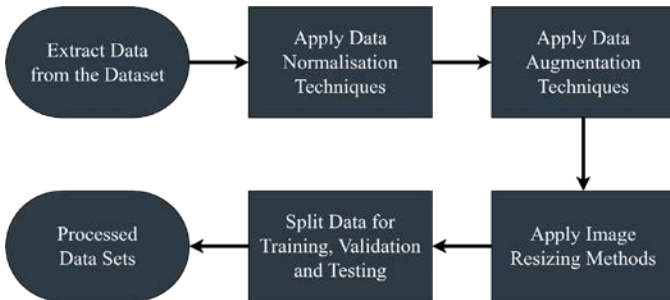 Extract Data
from the Dataset
Apply Data
Normalisation
Techniques
Apply Data
Augmentation
Techniques
Apply Image
Resizing Methods
Split Data for
Training, Validation
and Testing
Processed
Data Sets